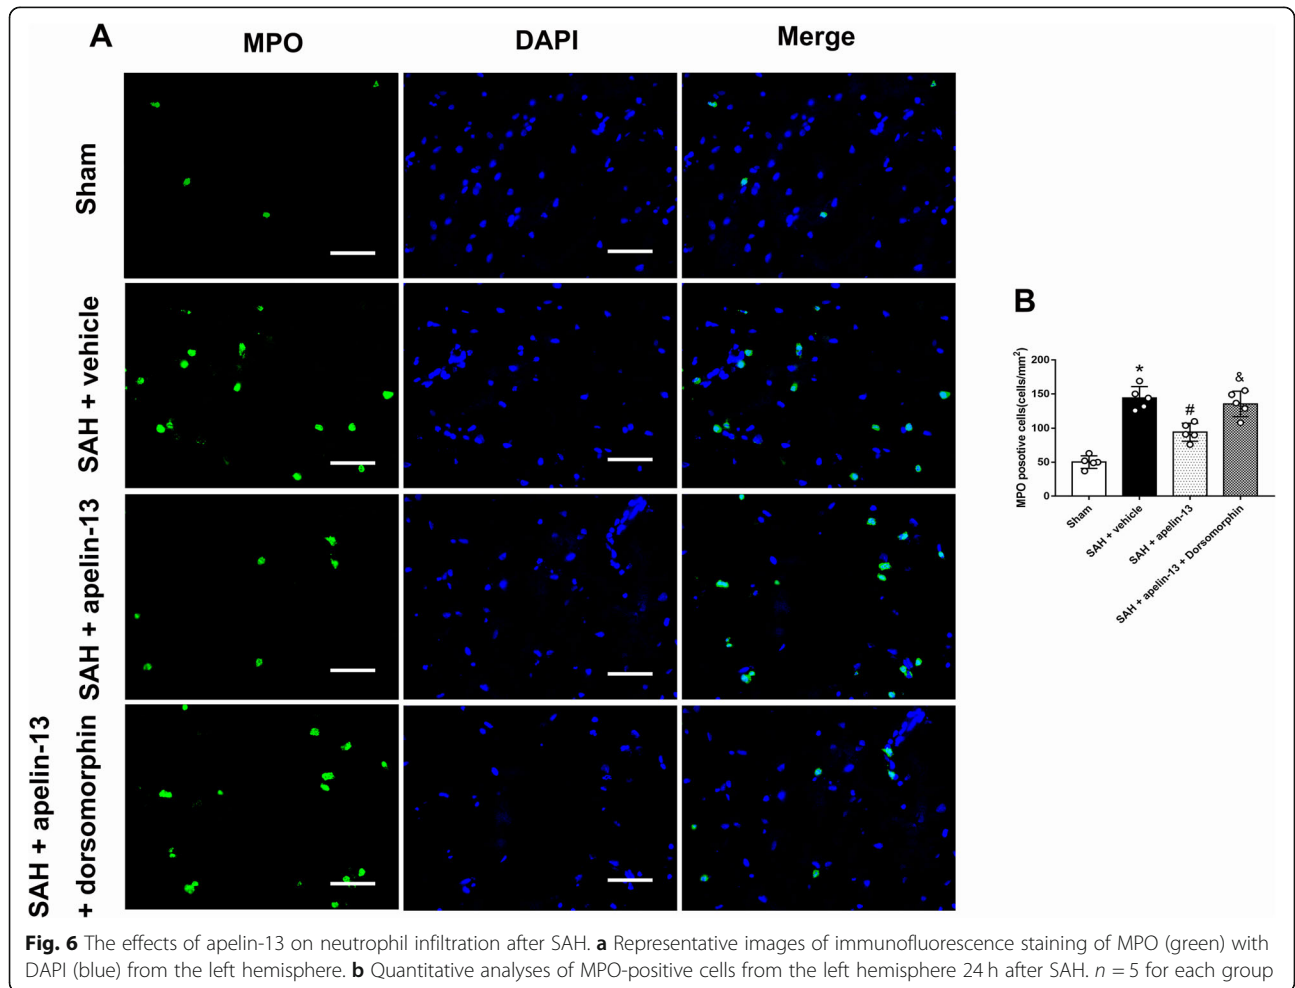 A
MPO
DAPI
Merge
Sham
SAH + vehicle
SAH + apelin-13
SAH + apelin-13
+ dorsomorphin
B
MPO posotive cells(cells/mm²)
200
150
100
50
0
*
#
&
Sham
SAH + vehicle
SAH + apelin-13
SAH + apelin-13 + Dorsomorphin
Fig. 6 The effects of apelin-13 on neutrophil infiltration after SAH. a Representative images of immunofluorescence staining of MPO (green) with
DAPI (blue) from the left hemisphere. b Quantitative analyses of MPO-positive cells from the left hemisphere 24 h after SAH. n = 5 for each group